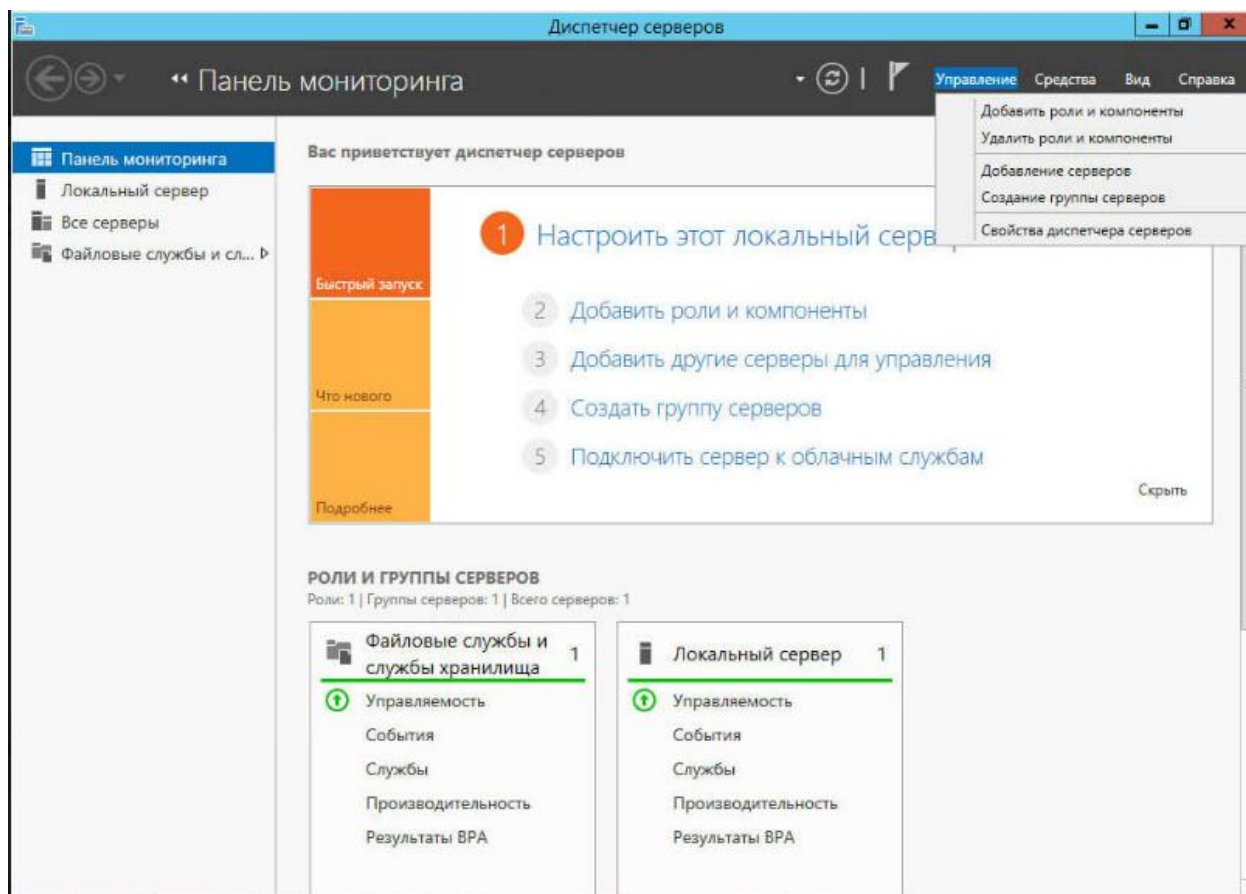 Диспетчер серверов
Панель мониторинга
Управление Средства Вид Справка
Добавить роли и компоненты
Удалить роли и компоненты
Добавление серверов
Создание группы серверов
Свойства диспетчера серверов
Панель мониторинга
Локальный сервер
Все серверы
Файловые службы и сл...
Вас приветствует диспетчер серверов
Быстрый запуск
Что нового
Подробнее
1 Настроить этот локальный серв
2 Добавить роли и компоненты
3 Добавить другие серверы для управления
4 Создать группу серверов
5 Подключить сервер к облачным службам
Скрыть
РОЛИ И ГРУППЫ СЕРВЕРОВ
Роли: 1 | Группы серверов: 1 | Всего серверов: 1
Файловые службы и
службы хранилища 1
Управляемость
События
Службы
Производительность
Результаты BPA
Локальный сервер 1
Управляемость
События
Службы
Производительность
Результаты BPA